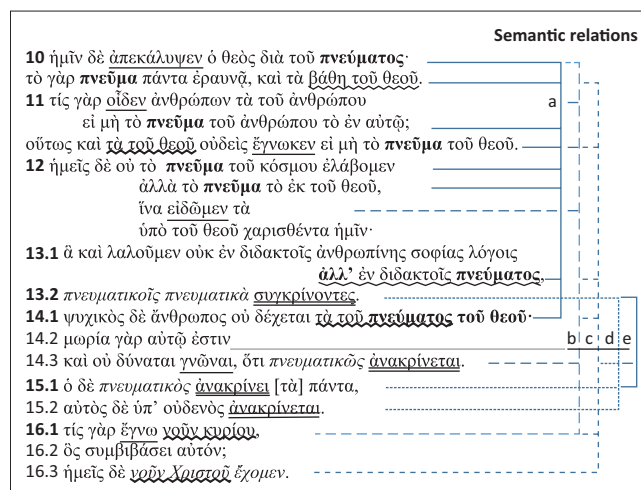 Semantic relations
10 ἡμῖν δὲ ἀπεκάλυψεν ὁ θεὸς διὰ τοῦ πνεύματος·
τὸ γὰρ πνεῦμα πάντα ἐραυνᾷ, καὶ τὰ βάθη τοῦ θεοῦ.
11 τίς γὰρ οἶδεν ἀνθρώπων τὰ τοῦ ἀνθρώπου
a
εἰ μὴ τὸ πνεῦμα τοῦ ἀνθρώπου τὸ ἐν αὐτῷ;
οὕτως καὶ τὰ τοῦ θεοῦ οὐδεὶς ἔγνωκεν εἰ μὴ τὸ πνεῦμα τοῦ θεοῦ.
12 ἡμεῖς δὲ οὐ τὸ πνεῦμα τοῦ κόσμου ἐλάβομεν
ἀλλὰ τὸ πνεῦμα τὸ ἐκ τοῦ θεοῦ,
ἵνα εἰδῶμεν τὰ
ὑπὸ τοῦ θεοῦ χαρισθέντα ἡμῖν·
13.1 ἃ καὶ λαλοῦμεν οὐκ ἐν διδακτοῖς ἀνθρωπίνης σοφίας λόγοις
ἀλλ’ ἐν διδακτοῖς πνεύματος,
13.2 πνευματικοῖς πνευματικὰ συγκρίνοντες.
14.1 ψυχικὸς δὲ ἄνθρωπος οὐ δέχεται τὰ τοῦ πνεύματος τοῦ θεοῦ·
14.2 μωρία γὰρ αὐτῷ ἐστιν b c d e
14.3 καὶ οὐ δύναται γνῶναι, ὅτι πνευματικῶς ἀνακρίνεται.
15.1 ὁ δὲ πνευματικὸς ἀνακρίνει [τὰ] πάντα,
15.2 αὐτὸς δὲ ὑπ’ οὐδενὸς ἀνακρίνεται.
16.1 τίς γὰρ ἔγνω νοῦν κυρίου,
16.2 ὃς συμβιβάσει αὐτόν;
16.3 ἡμεῖς δὲ νοῦν Χριστοῦ ἔχομεν.